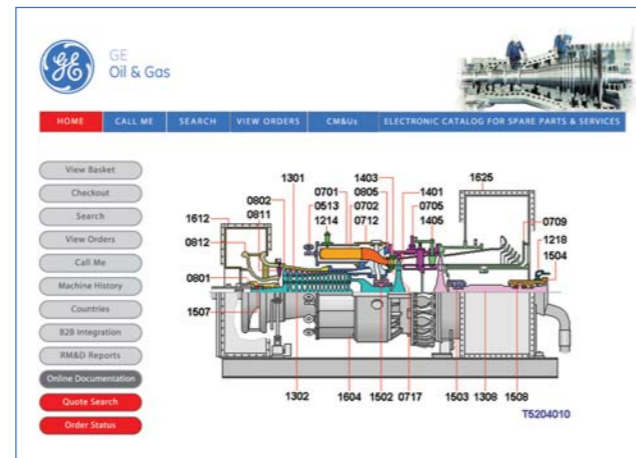 GE
Oil & Gas
HOME CALL ME SEARCH VIEW ORDERS CM&Us ELECTRONIC CATALOG FOR SPARE PARTS & SERVICES
View Basket
Checkout
Search
View Orders
Call Me
Machine History
Countries
B2B Integration
RM&D Reports
Online Documentation
Quote Search
Order Status
1301 1403 1625
0701 0805 1401
0802 0513 0702 0705 0709
1612 0811 1214 0712 1405 1218
0812 1504
0801
1507
1302 1604 1502 0717 1503 1308 1508
T5204010